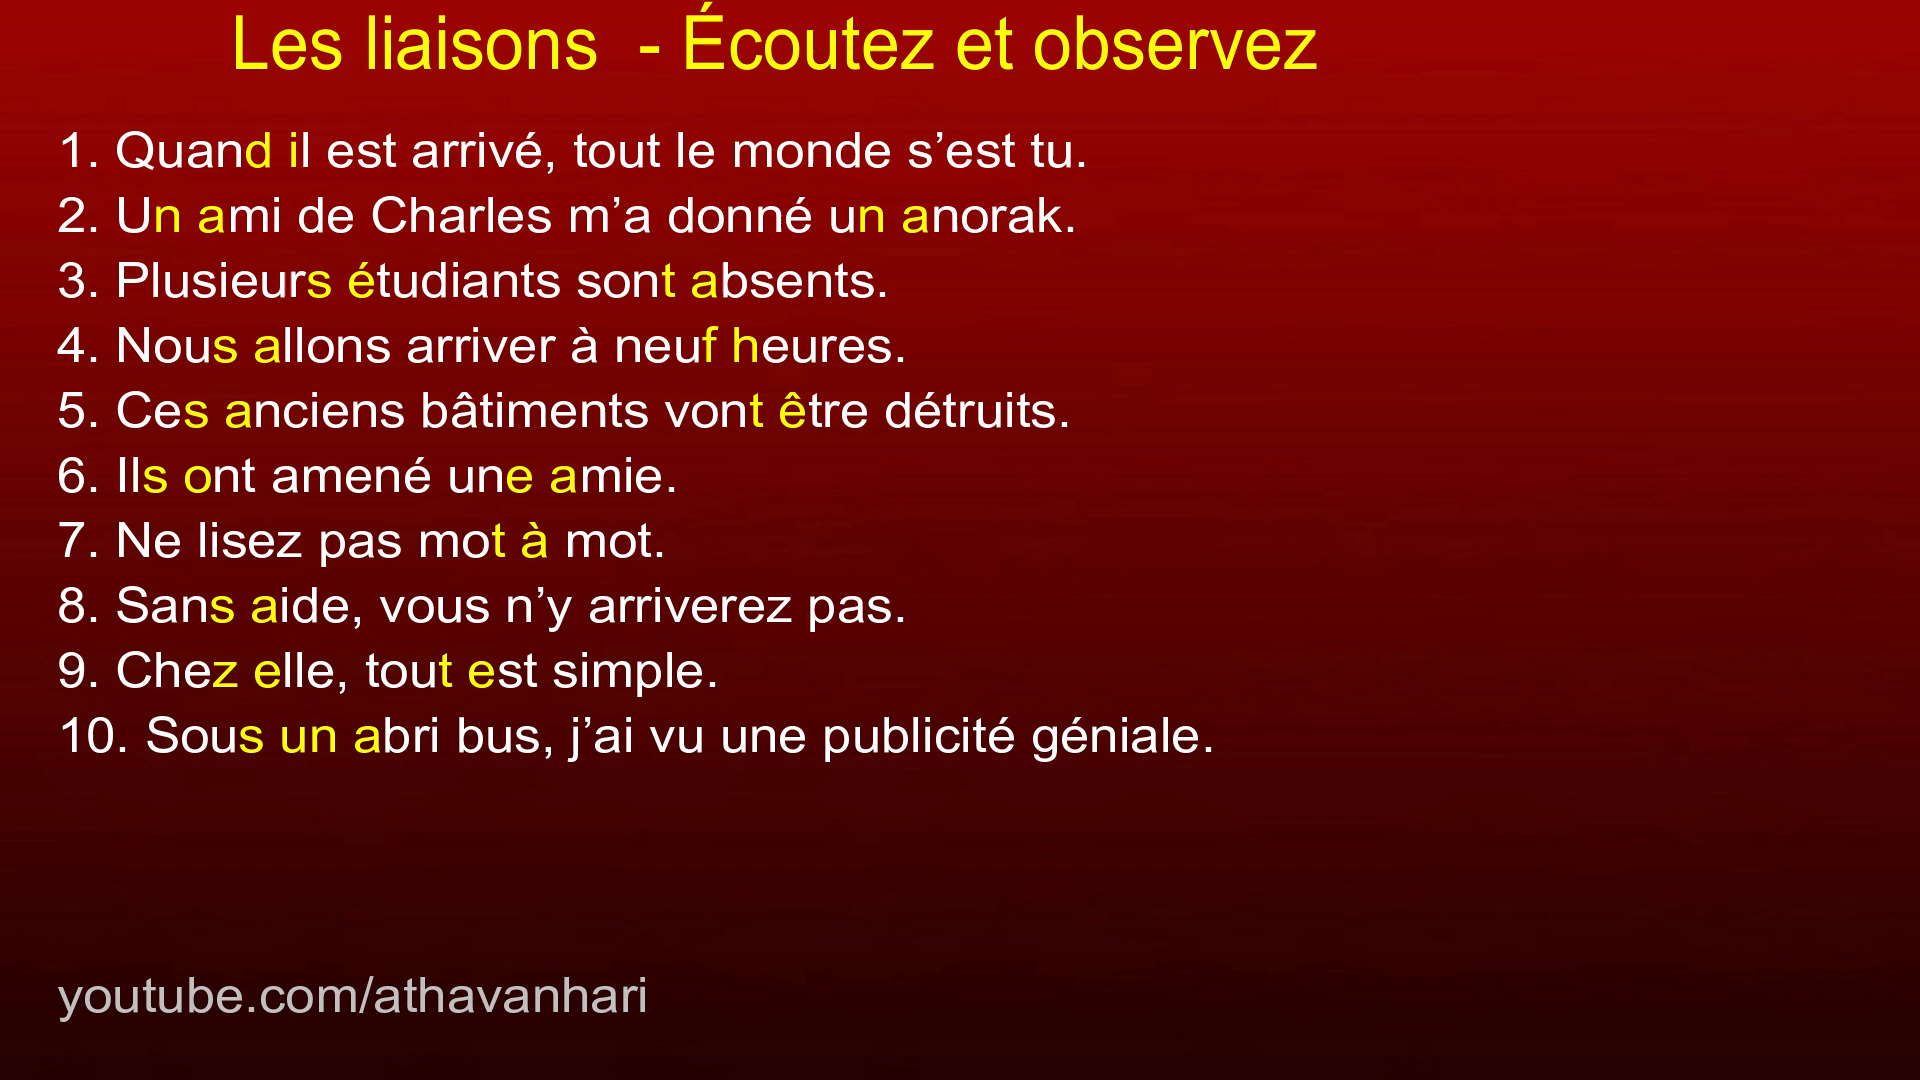 Les liaisons - Écoutez et observez
1. Quand il est arrivé, tout le monde s’est tu.
2. Un ami de Charles m’a donné un anorak.
3. Plusieurs étudiants sont absents.
4. Nous allons arriver à neuf heures.
5. Ces anciens bâtiments vont être détruits.
6. Ils ont amené une amie.
7. Ne lisez pas mot à mot.
8. Sans aide, vous n’y arriverez pas.
9. Chez elle, tout est simple.
10. Sous un abri bus, j’ai vu une publicité géniale.
youtube.com/athavanhari